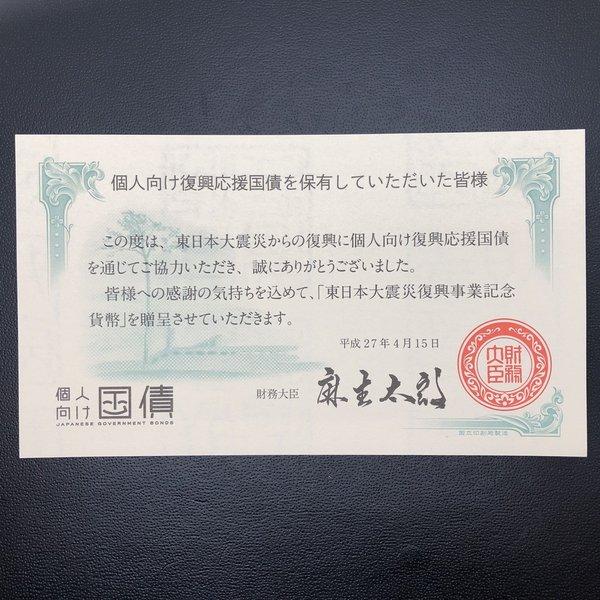 個人向け復興応援国債を保有していただいた皆様
この度は、東日本大震災からの復興に個人向け復興応援国債
を通じてご協力いただき、誠にありがとうございました。
皆様への感謝の気持ちを込めて、「東日本大震災復興事業記念
貨幣」を贈呈させていただきます。
平成27年4月15日
財務大臣 麻生太郎
財務大臣
個人向け国債
JAPANESE GOVERNMENT BONDS
国立印刷局製造